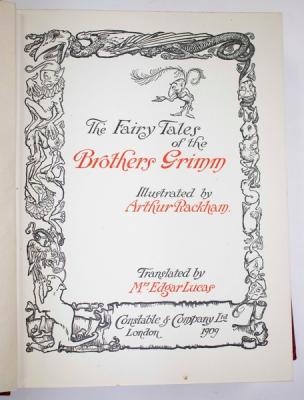 The Fairy Tales
of the
Brothers Grimm
Illustrated by
Arthur Rackham.
Translated by
Mrs Edgar Lucas
Constable & Company Ltd
London 1909